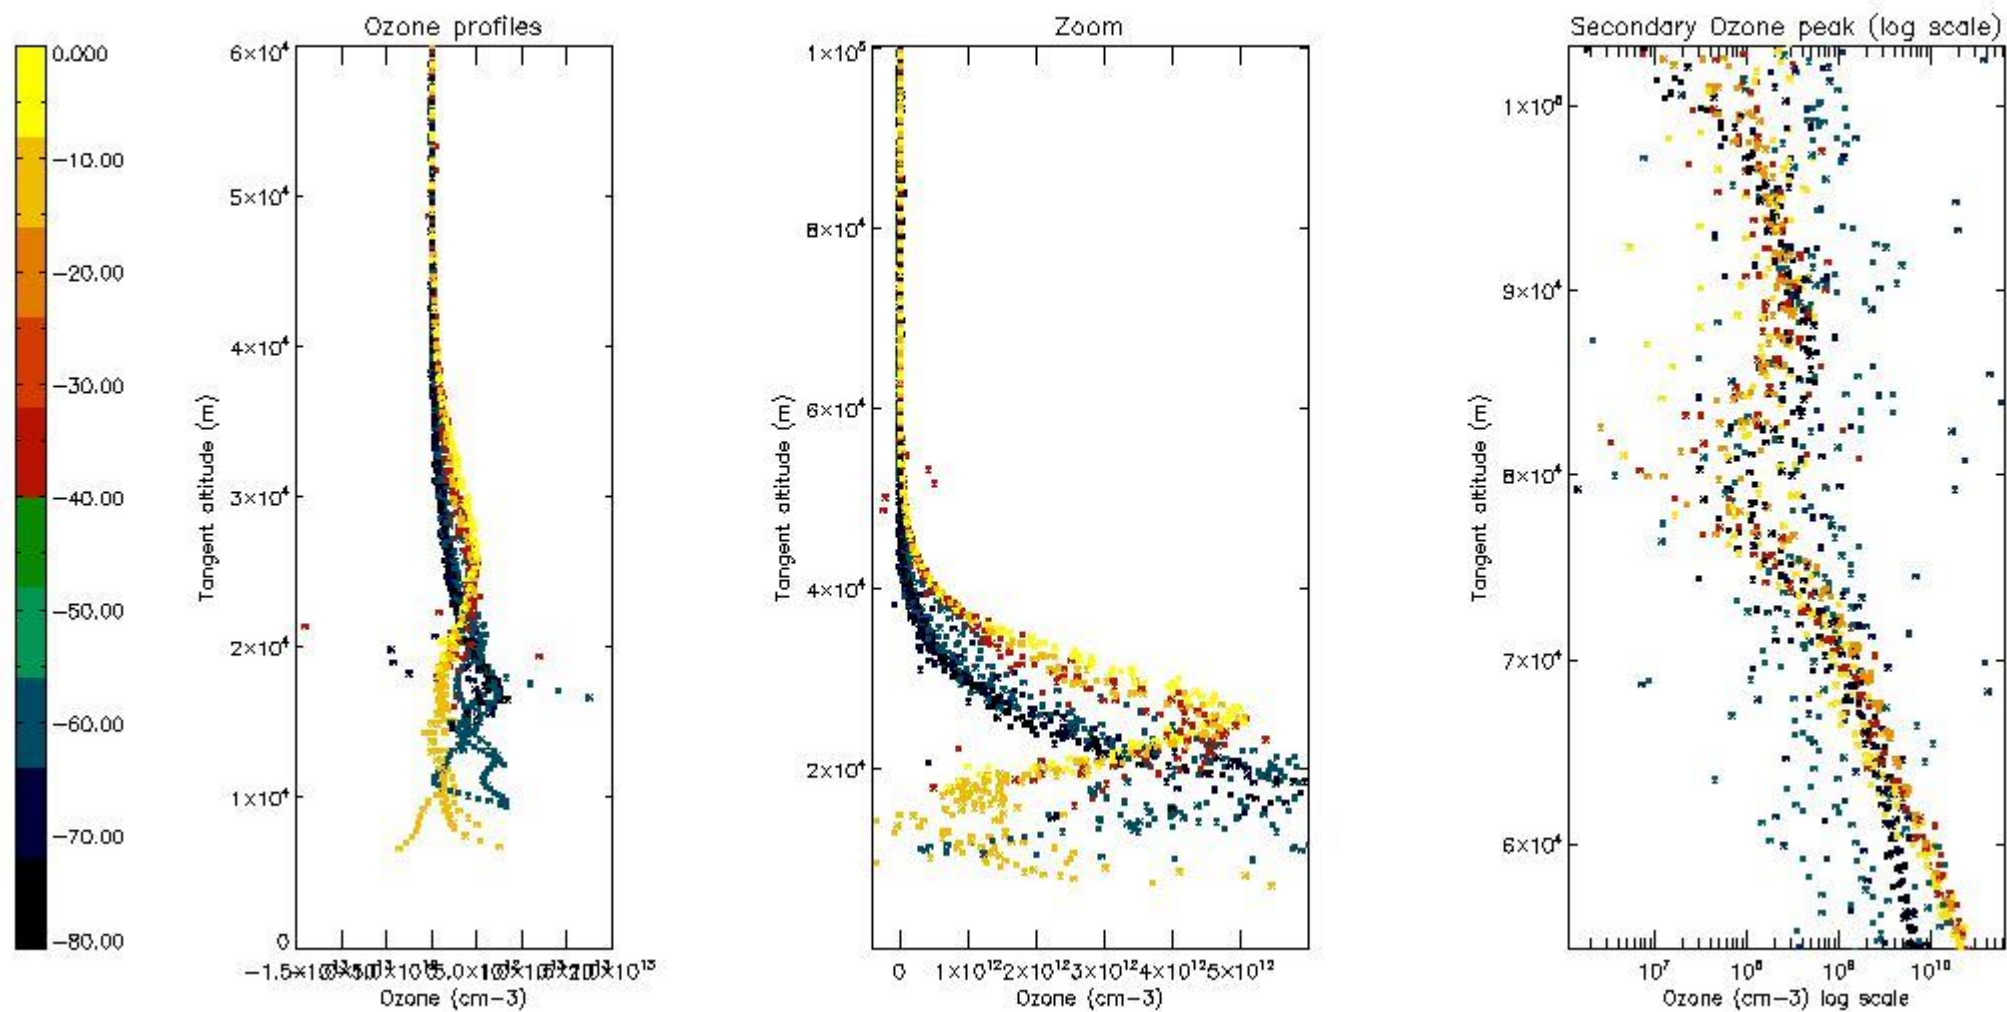 Ozone profiles
Zoom
Secondary Ozone peak (log scale)
0.000
−10.00
−20.00
−30.00
−40.00
−50.00
−60.00
−70.00
−80.00
Tangent altitude (m)
6×10⁴
5×10⁴
4×10⁴
3×10⁴
2×10⁴
1×10⁴
0
Ozone (cm−3)
Tangent altitude (m)
1×10⁵
8×10⁴
6×10⁴
4×10⁴
2×10⁴
0 1×10¹² 2×10¹² 3×10¹² 4×10¹² 5×10¹²
Ozone (cm−3)
Tangent altitude (m)
9×10⁴
8×10⁴
7×10⁴
6×10⁴
10⁷ 10⁸ 10⁹ 10¹⁰
Ozone (cm−3) log scale